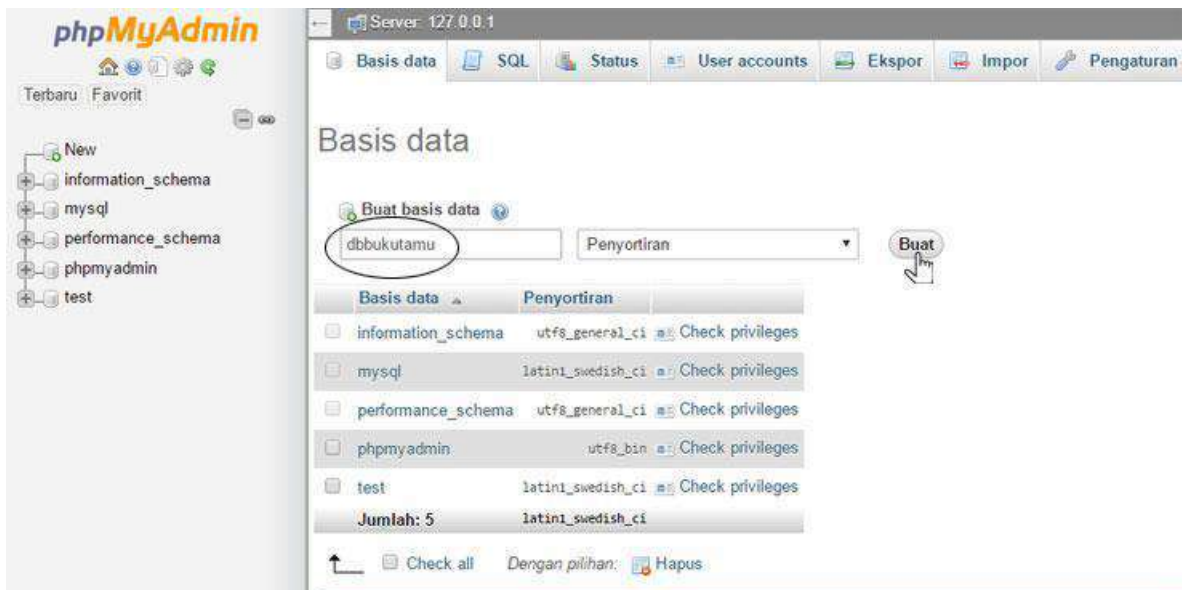 phpMyAdmin
Terbaru Favorit
New
information_schema
mysql
performance_schema
phpmyadmin
test
Server: 127.0.0.1
Basis data SQL Status User accounts Ekspor Impor Pengaturan
Basis data
Buat basis data
dbbukutamu Penyortiran Buat
Basis data Penyortiran
information_schema utf8_general_ci Check privileges
mysql latin1_swedish_ci Check privileges
performance_schema utf8_general_ci Check privileges
phpmyadmin utf8_bin Check privileges
test latin1_swedish_ci Check privileges
Jumlah: 5 latin1_swedish_ci
Check all Dengan pilihan: Hapus